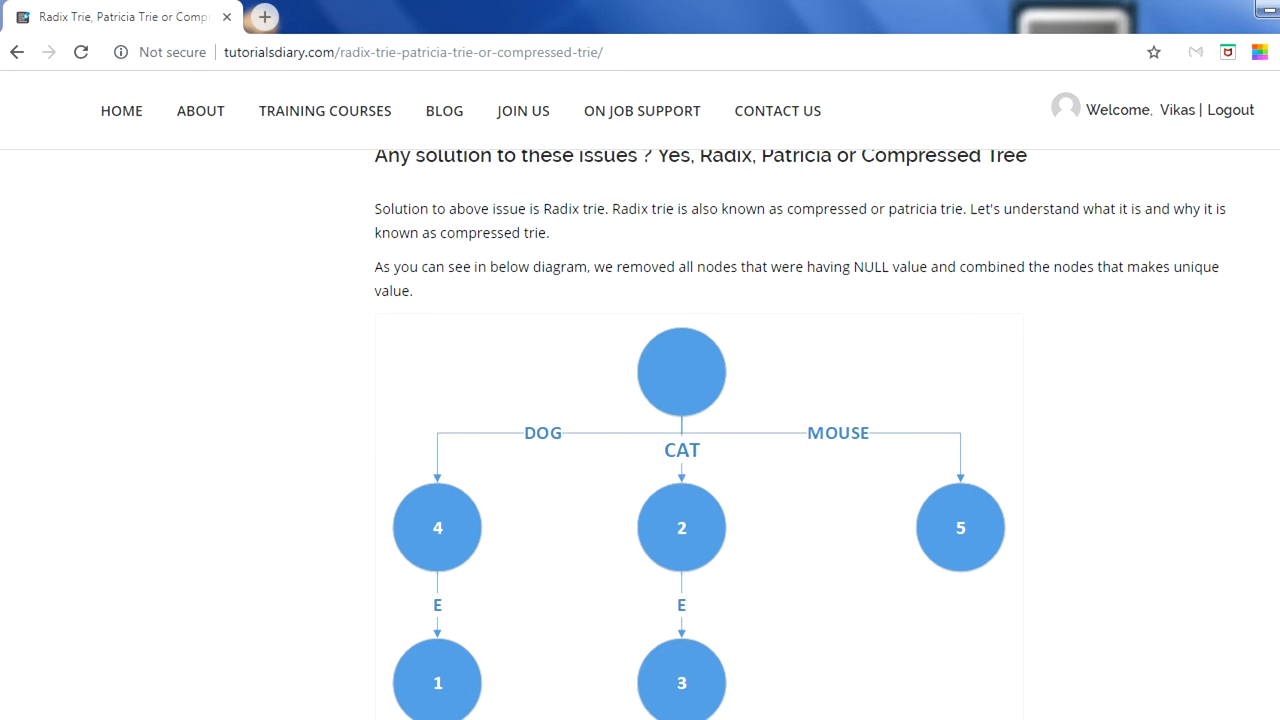 Radix Trie, Patricia Trie or Comp
Not secure
tutorialsdiary.com/radix-trie-patricia-trie-or-compressed-trie/
HOME ABOUT TRAINING COURSES BLOG JOIN US ON JOB SUPPORT CONTACT US Welcome, Vikas | Logout
Any solution to these issues ? Yes, Radix, Patricia or Compressed Tree
Solution to above issue is Radix trie. Radix trie is also known as compressed or patricia trie. Let's understand what it is and why it is
known as compressed trie.
As you can see in below diagram, we removed all nodes that were having NULL value and combined the nodes that makes unique
value.
DOG MOUSE
CAT
4 2 5
E E
1 3